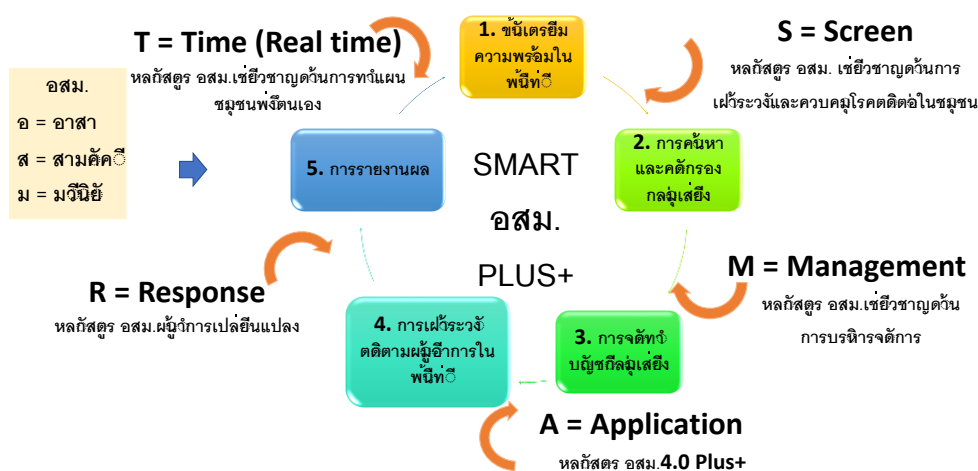 T = Time (Real time)
หลักสูตร อสม.เชี่ยวชาญด้านการทำแผน
ชุมชนพึ่งตนเอง
1. ขั้นเตรียม
ความพร้อมใน
พื้นที่
S = Screen
หลักสูตร อสม. เชี่ยวชาญด้านการ
เฝ้าระวังและควบคุมโรคติดต่อในชุมชน
อสม.
อ = อาสา
ส = สามัคคี
ม = มีวินัย
5. การรายงานผล
SMART
อสม.
PLUS+
2. การค้นหา
และคัดกรอง
กลุ่มเสี่ยง
R = Response
หลักสูตร อสม.ผู้นำการเปลี่ยนแปลง
M = Management
หลักสูตร อสม.เชี่ยวชาญด้าน
การบริหารจัดการ
4. การเฝ้าระวัง
ติดตามผู้มีอาการใน
พื้นที่
3. การจัดทำ
บัญชีกลุ่มเสี่ยง
A = Application
หลักสูตร อสม.4.0 Plus+